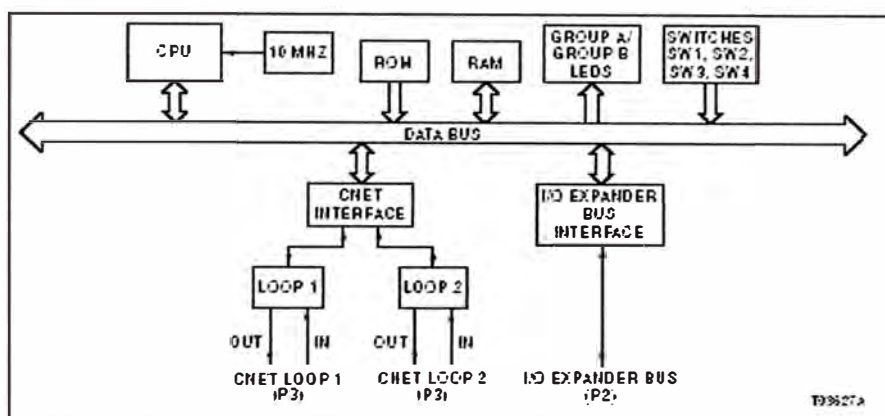 CPU
10 MHZ
ROM
RAM
GROUP A/
GROUP B
LEDS
SWITCHES
SW1, SW2,
SW3, SW4
DATA BUS
CNET
INTERFACE
I/O EXPANDER
BUS
INTERFACE
LOOP 1
LOOP 2
OUT
IN
OUT
IN
CNET LOOP 1
(P3)
CNET LOOP 2
(P3)
I/O EXPANDER BUS
(P2)
T93627A